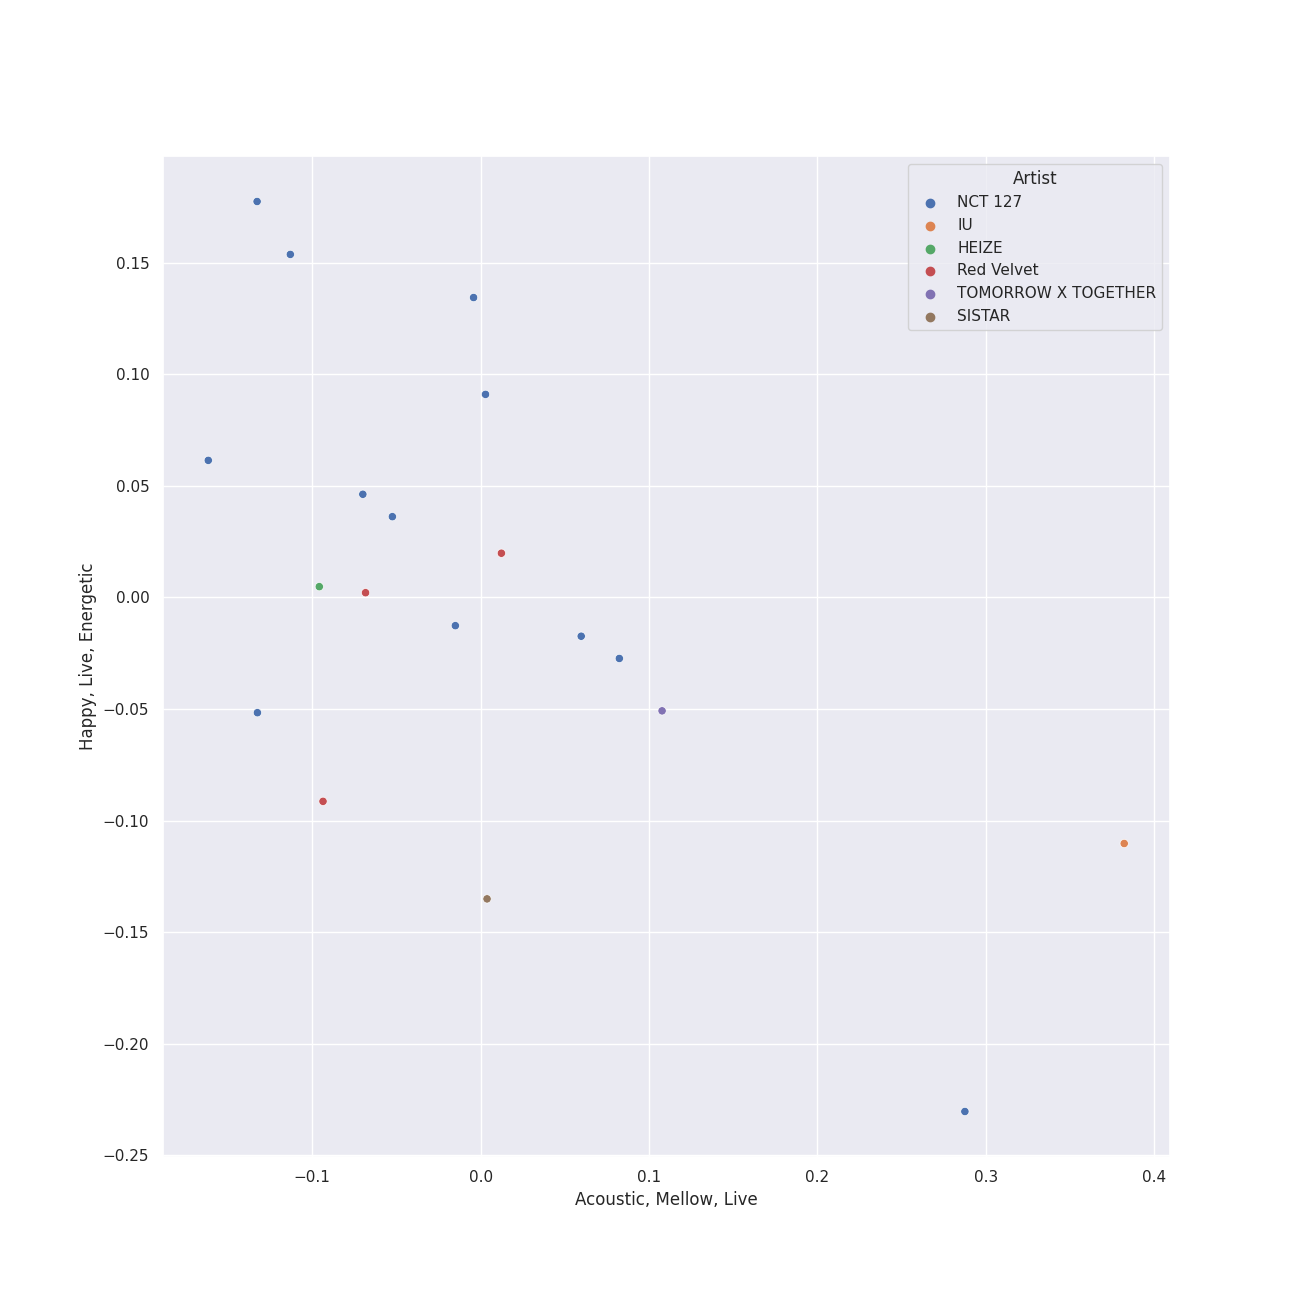 Artist
NCT 127
IU
HEIZE
Red Velvet
TOMORROW X TOGETHER
SISTAR
0.15
0.10
0.05
0.00
−0.05
−0.10
−0.15
−0.20
−0.25
Happy, Live, Energetic
−0.1
0.0
0.1
0.2
0.3
0.4
Acoustic, Mellow, Live